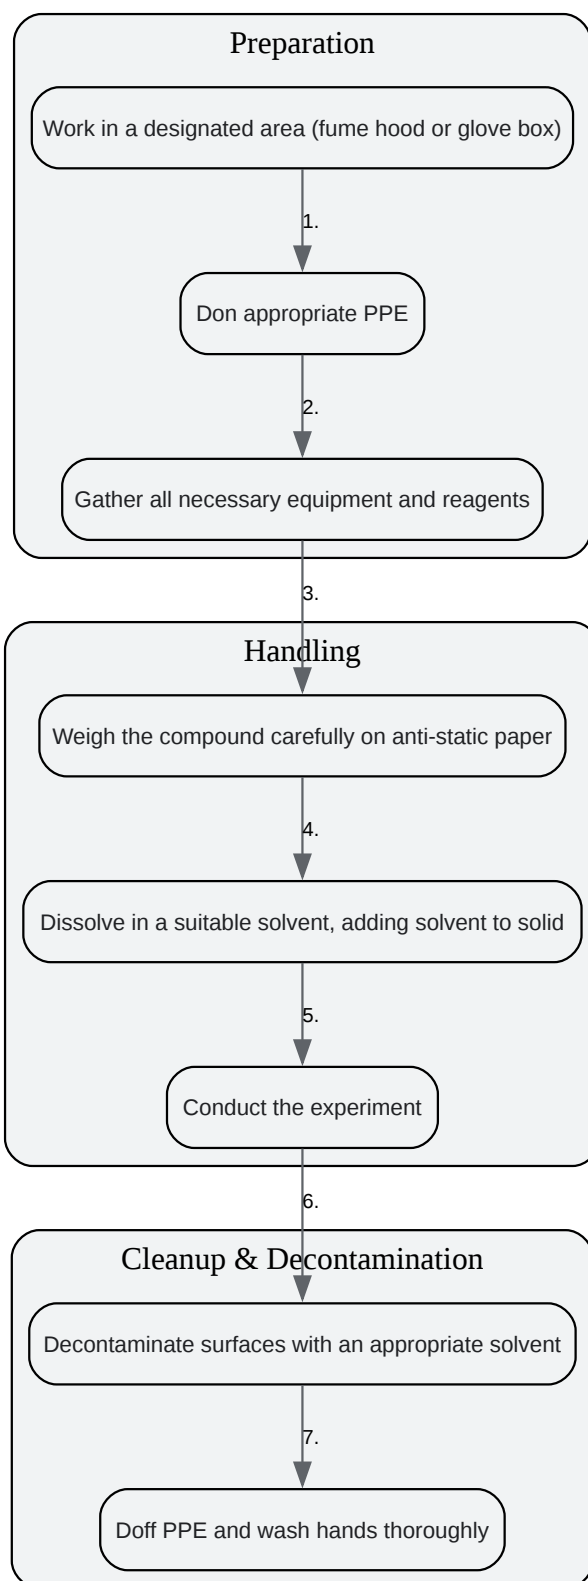 Preparation
Work in a designated area (fume hood or glove box)
1.
Don appropriate PPE
2.
Gather all necessary equipment and reagents
3.
Handling
Weigh the compound carefully on anti-static paper
4.
Dissolve in a suitable solvent, adding solvent to solid
5.
Conduct the experiment
6.
Cleanup & Decontamination
Decontaminate surfaces with an appropriate solvent
7.
Doff PPE and wash hands thoroughly